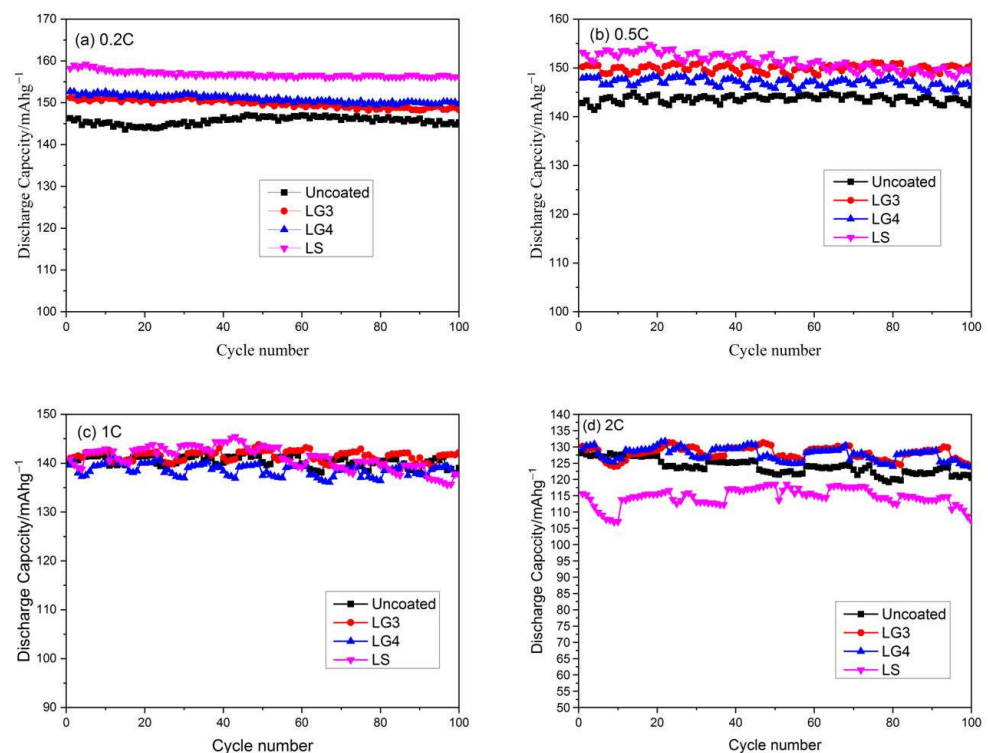 (a) 0.2C
170
160
150
140
130
120
110
100
Discharge Capccity/mAhg⁻¹
Uncoated
LG3
LG4
LS
0 20 40 60 80 100
Cycle number
(b) 0.5C
160
150
140
130
120
110
100
Discharge Capccity/mAhg⁻¹
Uncoated
LG3
LG4
LS
0 20 40 60 80 100
Cycle number
(c) 1C
150
140
130
120
110
100
90
Discharge Capccity/mAhg⁻¹
Uncoated
LG3
LG4
LS
0 20 40 60 80 100
Cycle number
(d) 2C
140
135
130
125
120
115
110
105
100
95
90
85
80
75
70
65
60
55
50
Discharge Capccity/mAhg⁻¹
Uncoated
LG3
LG4
LS
0 20 40 60 80 100
Cycle number